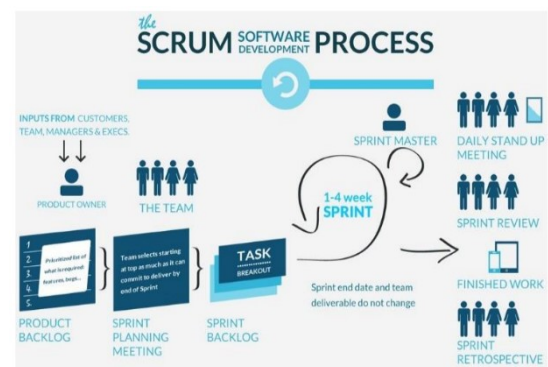 the
SCRUM SOFTWARE DEVELOPMENT PROCESS
INPUTS FROM CUSTOMERS,
TEAM, MANAGERS & EXECS.
PRODUCT OWNER
THE TEAM
1
2.
3.
4.
5.
Prioritized list of
what is required:
features, bugs...
PRODUCT
BACKLOG
Team selects starting
at top as much as it can
commit to deliver by
end of Sprint
SPRINT
PLANNING
MEETING
TASK
BREAKOUT
SPRINT
BACKLOG
1-4 week
SPRINT
Sprint end date and team
deliverable do not change
SPRINT MASTER
DAILY STAND UP
MEETING
SPRINT REVIEW
FINISHED WORK
SPRINT
RETROSPECTIVE